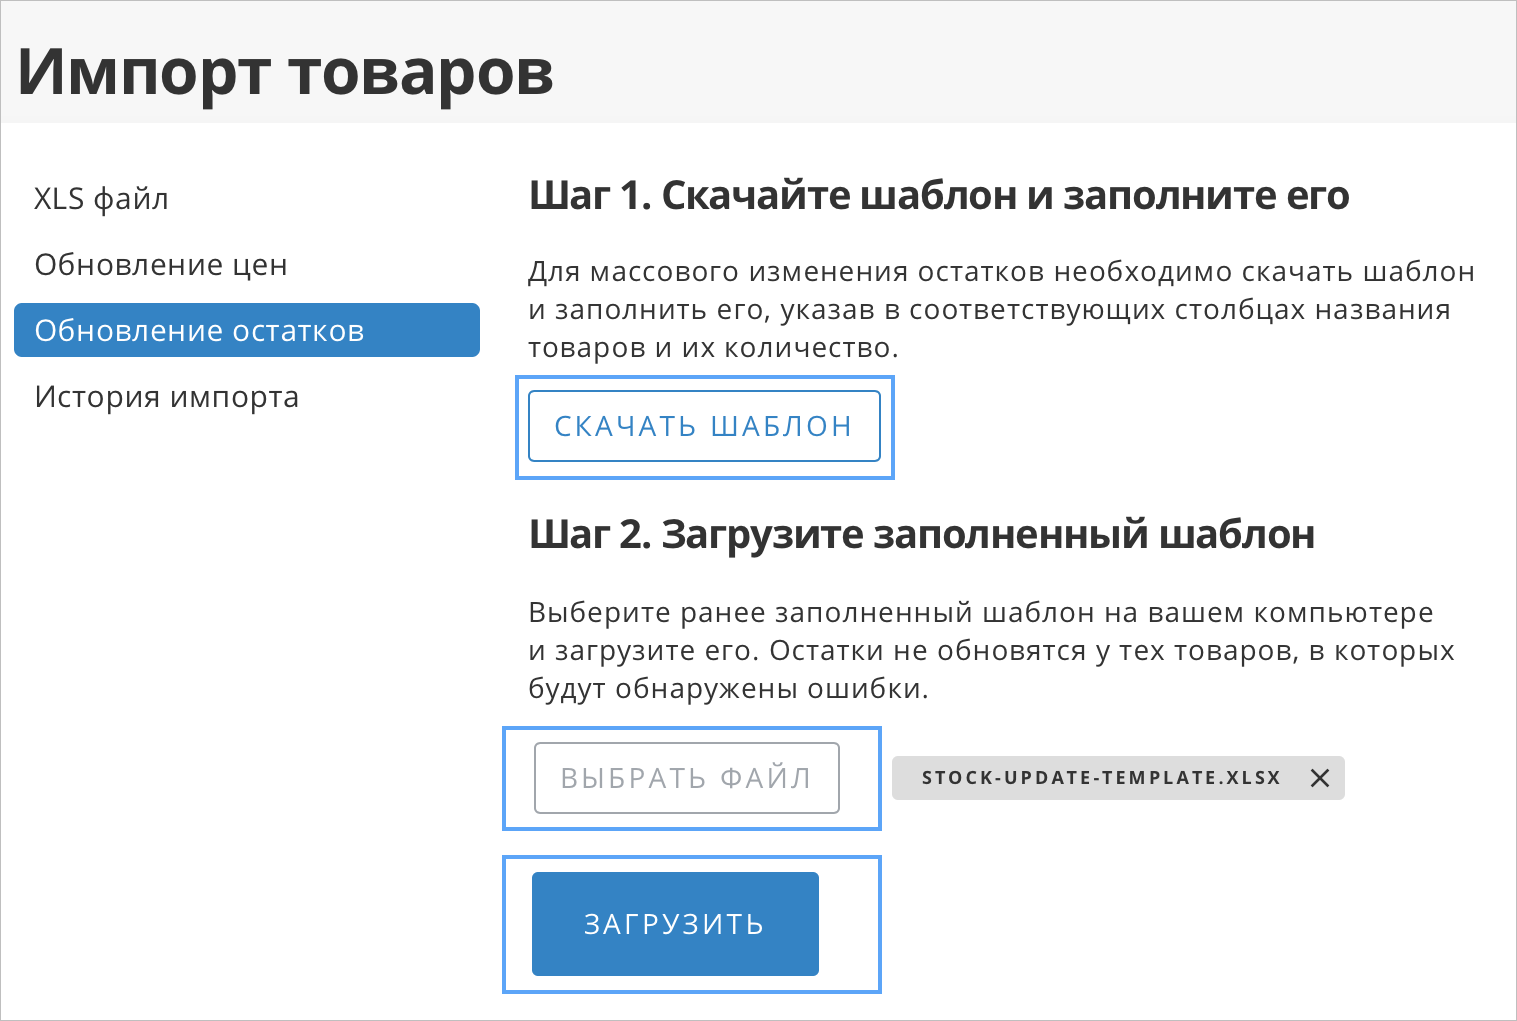 Импорт товаров
XLS файл
Обновление цен
Обновление остатков
История импорта
Шаг 1. Скачайте шаблон и заполните его
Для массового изменения остатков необходимо скачать шаблон
и заполнить его, указав в соответствующих столбцах названия
товаров и их количество.
СКАЧАТЬ ШАБЛОН
Шаг 2. Загрузите заполненный шаблон
Выберите ранее заполненный шаблон на вашем компьютере
и загрузите его. Остатки не обновятся у тех товаров, в которых
будут обнаружены ошибки.
ВЫБРАТЬ ФАЙЛ
STOCK-UPDATE-TEMPLATE.XLSX
ЗАГРУЗИТЬ